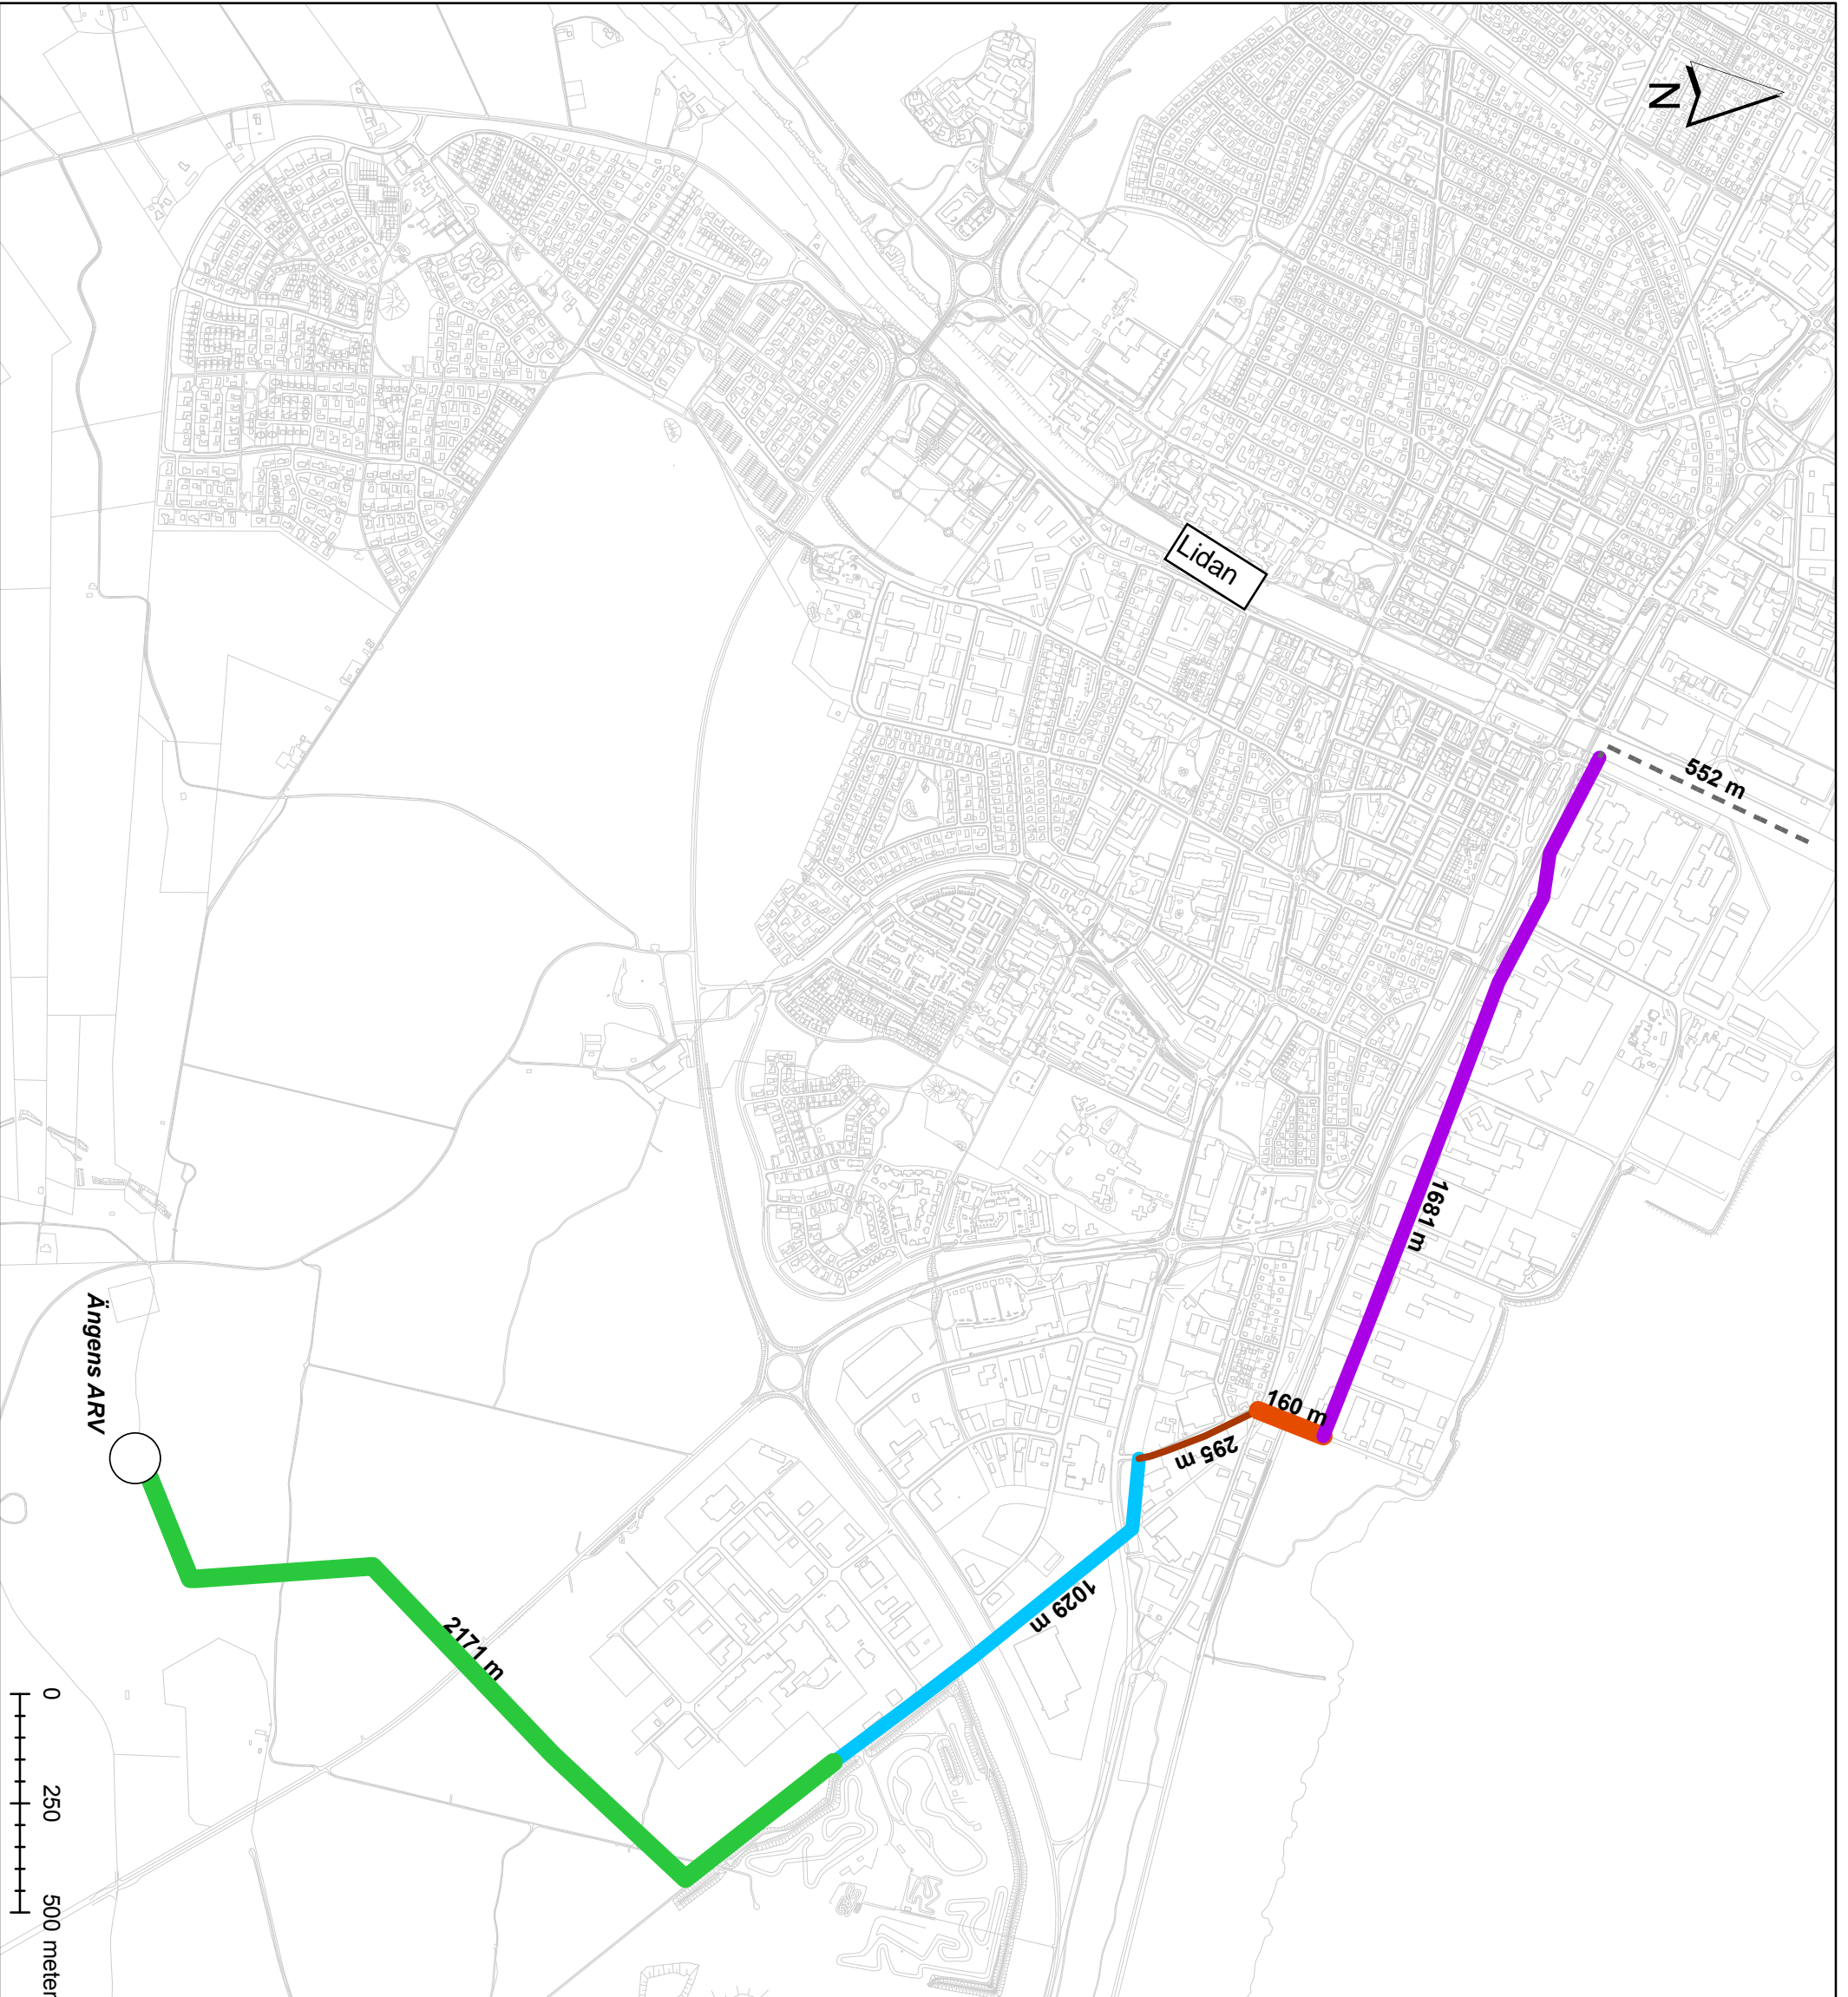 N
Lidan
552 m
1681 m
160 m
295 m
1029 m
2171 m
Ängens ARV
0
250
500 meter